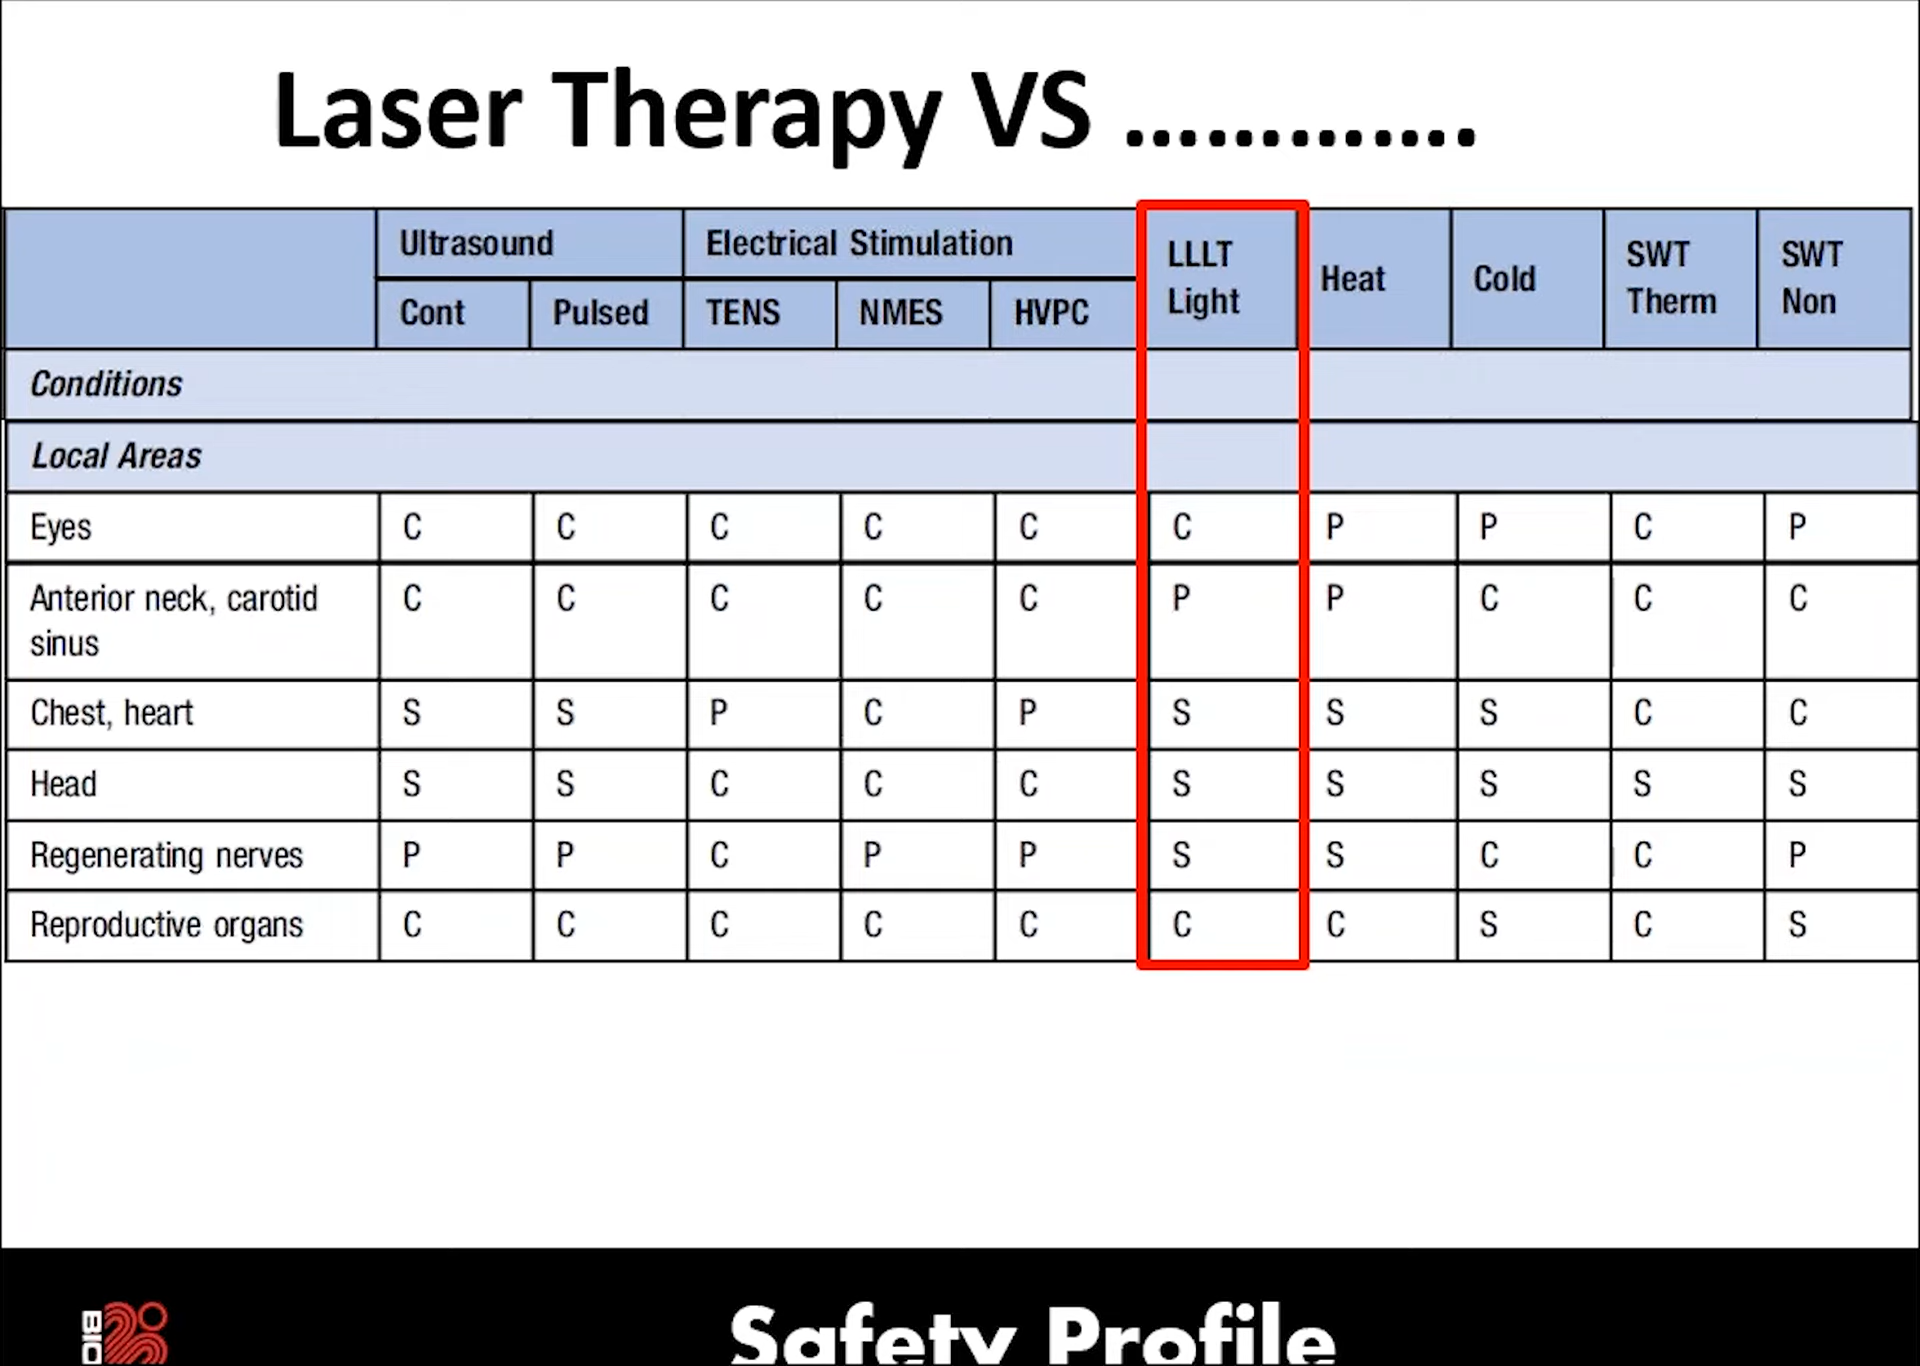 Laser Therapy VS .............
Ultrasound Electrical Stimulation LLLT Light Heat Cold SWT Therm SWT Non
Cont Pulsed TENS NMES HVPC
Conditions
Local Areas
Eyes C C C C C C P P C P
Anterior neck, carotid sinus C C C C C P P C C C
Chest, heart S S P C P S S S C C
Head S S C C C S S S S S
Regenerating nerves P P C P P S S C C P
Reproductive organs C C C C C C C S C S
Safety Profile